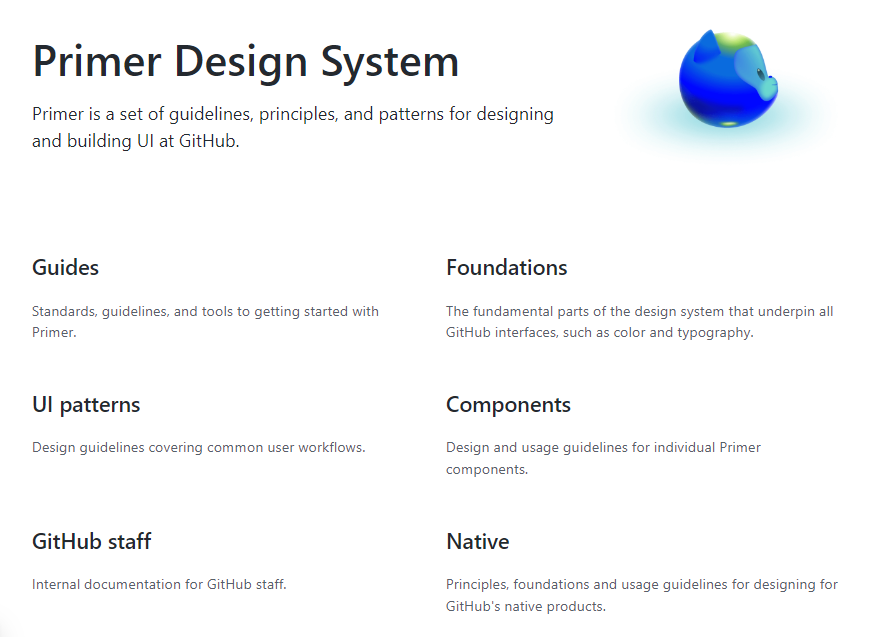 Primer Design System
Primer is a set of guidelines, principles, and patterns for designing
and building UI at GitHub.
Guides
Standards, guidelines, and tools to getting started with
Primer.
Foundations
The fundamental parts of the design system that underpin all
GitHub interfaces, such as color and typography.
UI patterns
Design guidelines covering common user workflows.
Components
Design and usage guidelines for individual Primer
components.
GitHub staff
Internal documentation for GitHub staff.
Native
Principles, foundations and usage guidelines for designing for
GitHub's native products.